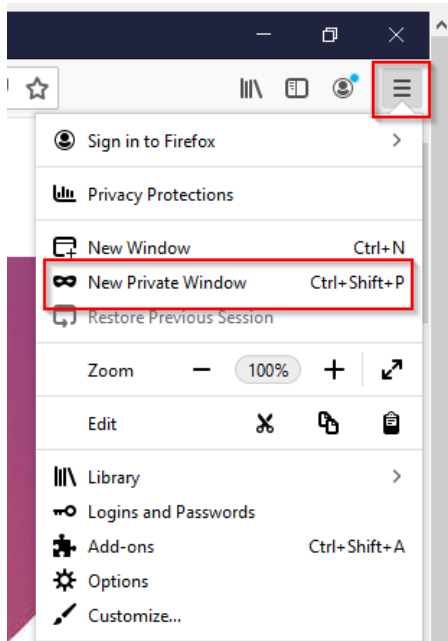 Sign in to Firefox
Privacy Protections
New Window Ctrl+N
New Private Window Ctrl+Shift+P
Restore Previous Session
Zoom 100%
Edit
Library
Logins and Passwords
Add-ons Ctrl+Shift+A
Options
Customize...